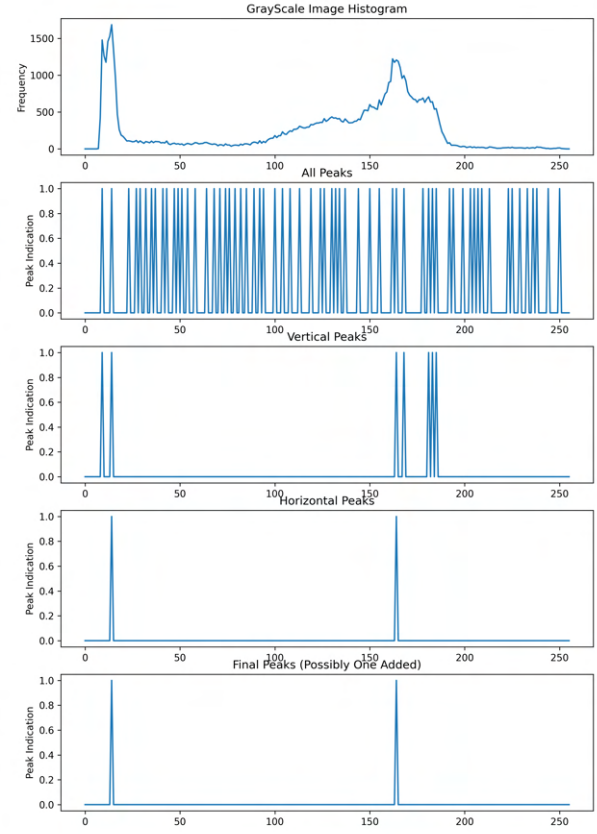 GrayScale Image Histogram
Frequency
1500
1000
500
0
0 50 100 150 200 250
All Peaks
Peak Indication
1.0
0.8
0.6
0.4
0.2
0.0
0 50 100 150 200 250
Vertical Peaks
Peak Indication
1.0
0.8
0.6
0.4
0.2
0.0
0 50 100 150 200 250
Horizontal Peaks
Peak Indication
1.0
0.8
0.6
0.4
0.2
0.0
0 50 100 150 200 250
Final Peaks (Possibly One Added)
Peak Indication
1.0
0.8
0.6
0.4
0.2
0.0
0 50 100 150 200 250